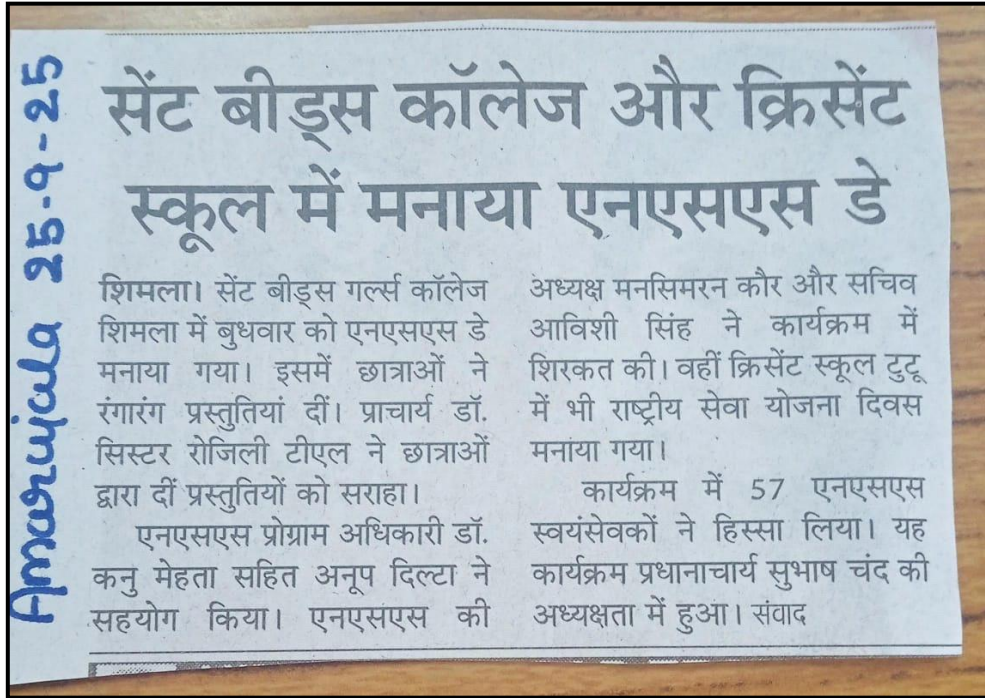 Amarujala 25-9-25
सेंट बीड्स कॉलेज और क्रिसेंट
स्कूल में मनाया एनएसएस डे
शिमला। सेंट बीड्स गर्ल्स कॉलेज
शिमला में बुधवार को एनएसएस डे
मनाया गया। इसमें छात्राओं ने
रंगारंग प्रस्तुतियां दीं। प्राचार्य डॉ.
सिस्टर रोजिली टीएल ने छात्राओं
द्वारा दीं प्रस्तुतियों को सराहा।
एनएसएस प्रोग्राम अधिकारी डॉ.
कनु मेहता सहित अनूप दिल्टा ने
सहयोग किया। एनएसएस की
अध्यक्ष मनसिमरन कौर और सचिव
आविशी सिंह ने कार्यक्रम में
शिरकत की। वहीं क्रिसेंट स्कूल टुटू
में भी राष्ट्रीय सेवा योजना दिवस
मनाया गया।
कार्यक्रम में 57 एनएसएस
स्वयंसेवकों ने हिस्सा लिया। यह
कार्यक्रम प्रधानाचार्य सुभाष चंद की
अध्यक्षता में हुआ। संवाद